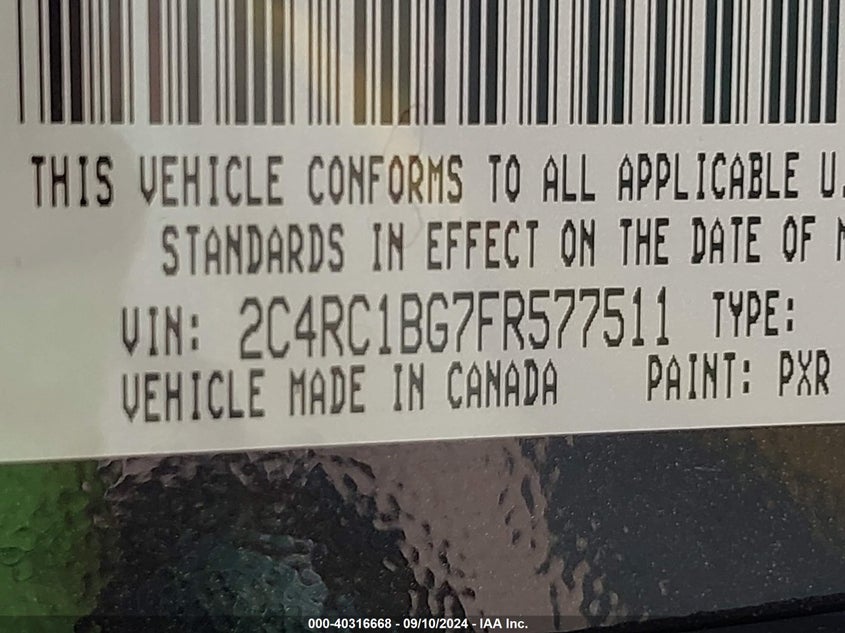 THIS VEHICLE CONFORMS TO ALL APPLICABLE U.
STANDARDS IN EFFECT ON THE DATE OF
VIN: 2C4RC1BG7FR577511 TYPE:
VEHICLE MADE IN CANADA PAINT: PXR
000-40316668 - 09/10/2024 - IAA Inc.